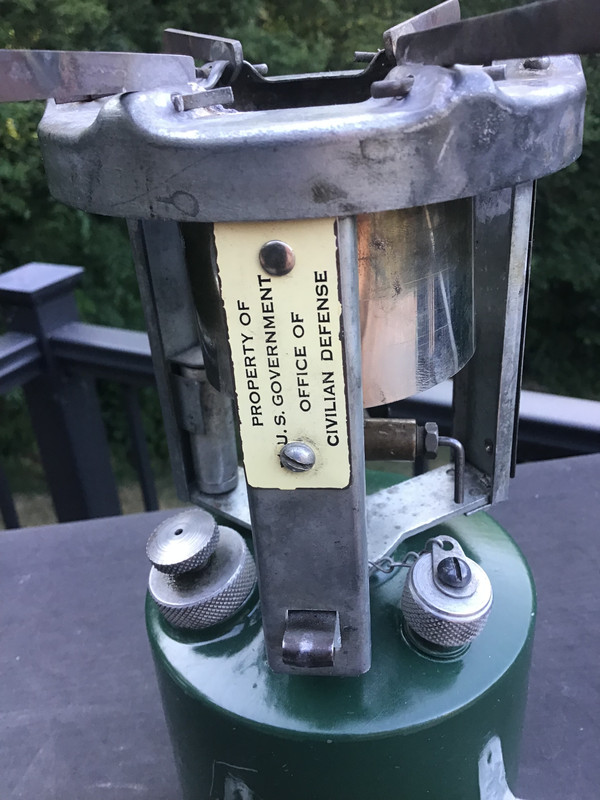 PROPERTY OF
U.S. GOVERNMENT
OFFICE OF
CIVILIAN DEFENSE